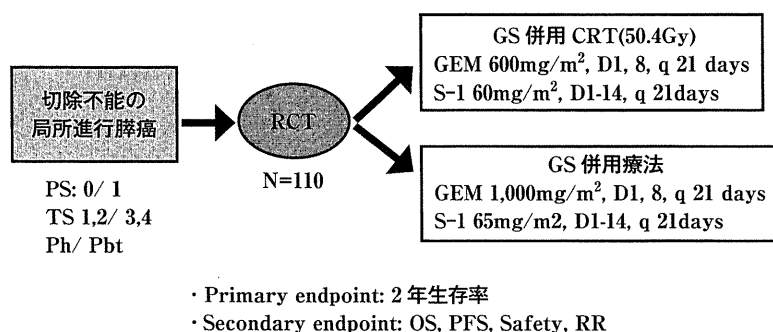 切除不能の
局所進行膵癌
PS: 0/ 1
TS 1,2/ 3,4
Ph/ Pbt
RCT
N=110
GS 併用 CRT(50.4Gy)
GEM 600mg/m², D1, 8, q 21 days
S-1 60mg/m², D1-14, q 21days
GS 併用療法
GEM 1,000mg/m², D1, 8, q 21 days
S-1 65mg/m2, D1-14, q 21days
・Primary endpoint: 2 年生存率
・Secondary endpoint: OS, PFS, Safety, RR